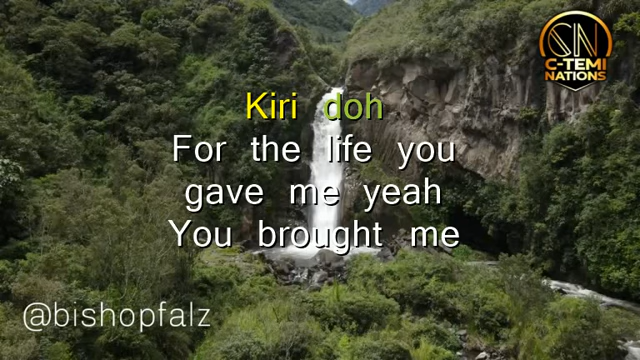 C-TEMI
NATIONS
Kiri doh
For the life you
gave me yeah
You brought me
@bishopfalz